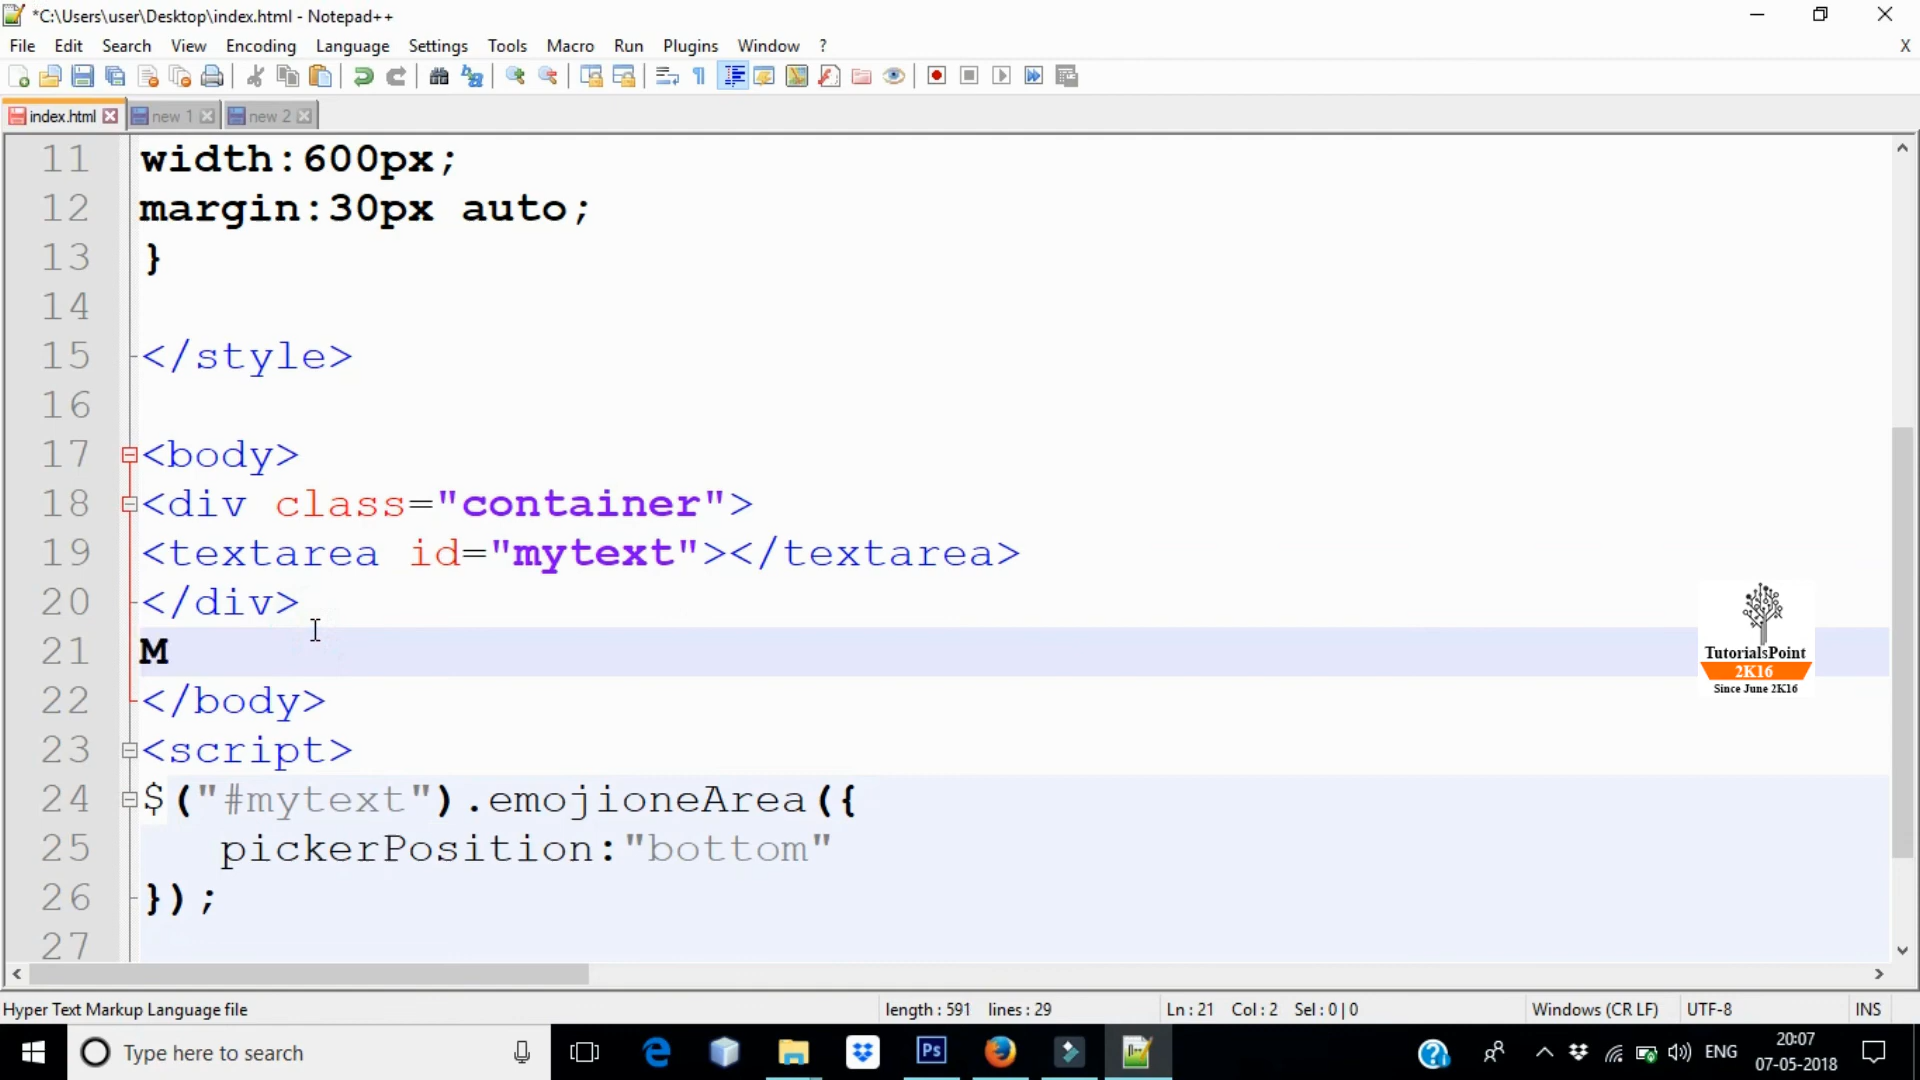 *C:\Users\user\Desktop\index.html - Notepad++
File Edit Search View Encoding Language Settings Tools Macro Run Plugins Window ? X
index.html new 1 new 2
11 width:600px;
12 margin:30px auto;
13 }
14
15 </style>
16
17 <body>
18 <div class="container">
19 <textarea id="mytext"></textarea>
20 </div>
21 M
22 </body>
23 <script>
24 $("#mytext").emojioneArea({
25 pickerPosition:"bottom"
26 });
27
TutorialsPoint
2K16
Since June 2K16
Hyper Text Markup Language file length : 591 lines : 29 Ln : 21 Col : 2 Sel : 0 | 0 Windows (CR LF) UTF-8 INS
Type here to search Ps ENG 20:07
07-05-2018